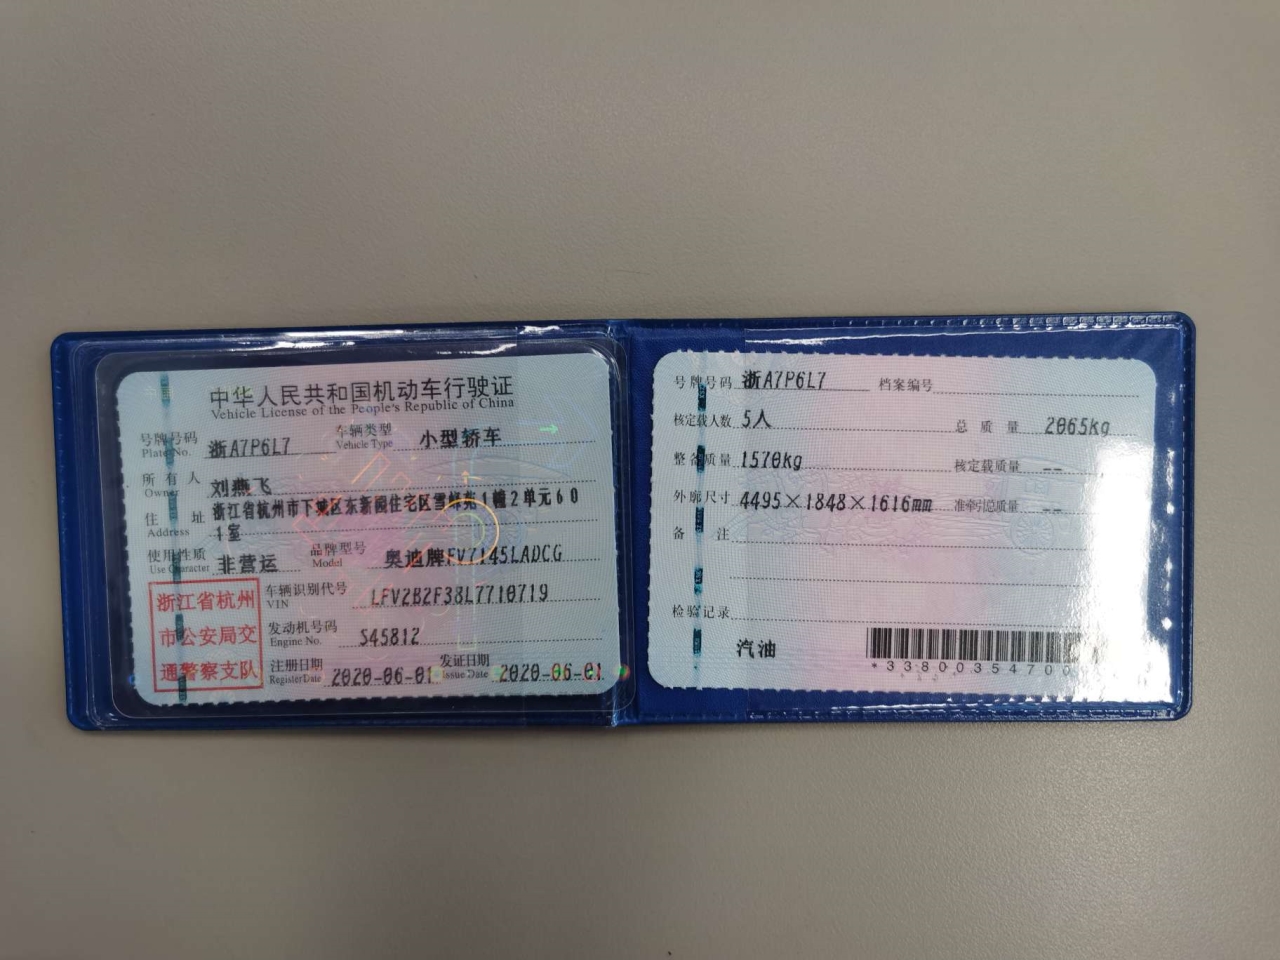 中华人民共和国机动车行驶证
Vehicle License of the People's Republic of China
号牌号码 浙A7P6L7 车辆类型 小型轿车
Plate No. Vehicle Type
所有人 刘燕飞
Owner
住址 浙江省杭州市下城区东新园住宅区雪峰苑1幢2单元60
Address 1室
使用性质 非营运 品牌型号 奥迪牌FV7145LADCG
Use Character Model
浙江省杭州
市公安局交
通警察支队
车辆识别代号 LFV2B2F38L7710719
VIN
发动机号码 S45812
Engine No.
注册日期 2020-06-01 发证日期 2020-06-01
Register Date Issue Date
号牌号码 浙A7P6L7 档案编号
核定载人数 5人 总质量 2065kg
整备质量 1570kg 核定载质量 --
外廓尺寸 4495×1848×1616mm 准牵引总质量 --
备注
检验记录
汽油
*3380035470